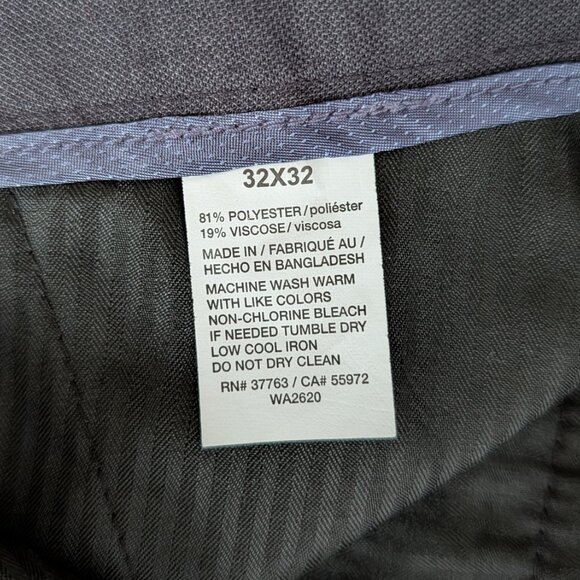 32X32
81% POLYESTER/poliéster
19% VISCOSE/viscosa
MADE IN / FABRIQUÉ AU /
HECHO EN BANGLADESH
MACHINE WASH WARM
WITH LIKE COLORS
NON-CHLORINE BLEACH
IF NEEDED TUMBLE DRY
LOW COOL IRON
DO NOT DRY CLEAN
RN# 37763 / CA# 55972
WA2620